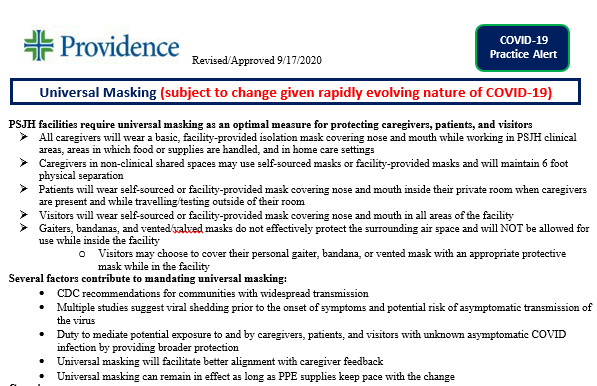 Providence
Revised/Approved 9/17/2020
COVID-19
Practice Alert
Universal Masking (subject to change given rapidly evolving nature of COVID-19)
PSJH facilities require universal masking as an optimal measure for protecting caregivers, patients, and visitors
➤ All caregivers will wear a basic, facility-provided isolation mask covering nose and mouth while working in PSJH clinical
areas, areas in which food or supplies are handled, and in home care settings
➤ Caregivers in non-clinical shared spaces may use self-sourced masks or facility-provided masks and will maintain 6 foot
physical separation
➤ Patients will wear self-sourced or facility-provided mask covering nose and mouth inside their private room when caregivers
are present and while travelling/testing outside of their room
➤ Visitors will wear self-sourced or facility-provided mask covering nose and mouth in all areas of the facility
➤ Gaiters, bandanas, and vented/valved masks do not effectively protect the surrounding air space and will NOT be allowed for
use while inside the facility
o Visitors may choose to cover their personal gaiter, bandana, or vented mask with an appropriate protective
mask while in the facility
Several factors contribute to mandating universal masking:
• CDC recommendations for communities with widespread transmission
• Multiple studies suggest viral shedding prior to the onset of symptoms and potential risk of asymptomatic transmission of
the virus
• Duty to mediate potential exposure to and by caregivers, patients, and visitors with unknown asymptomatic COVID
infection by providing broader protection
• Universal masking will facilitate better alignment with caregiver feedback
• Universal masking can remain in effect as long as PPE supplies keep pace with the change